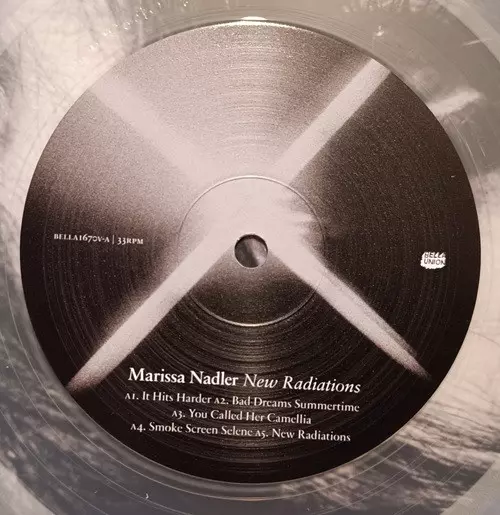 BELLA1670V-A | 33RPM
BELLA
UNION
Marissa Nadler New Radiations
A1. It Hits Harder A2. Bad Dreams Summertime
A3. You Called Her Camellia
A4. Smoke Screen Selene A5. New Radiations